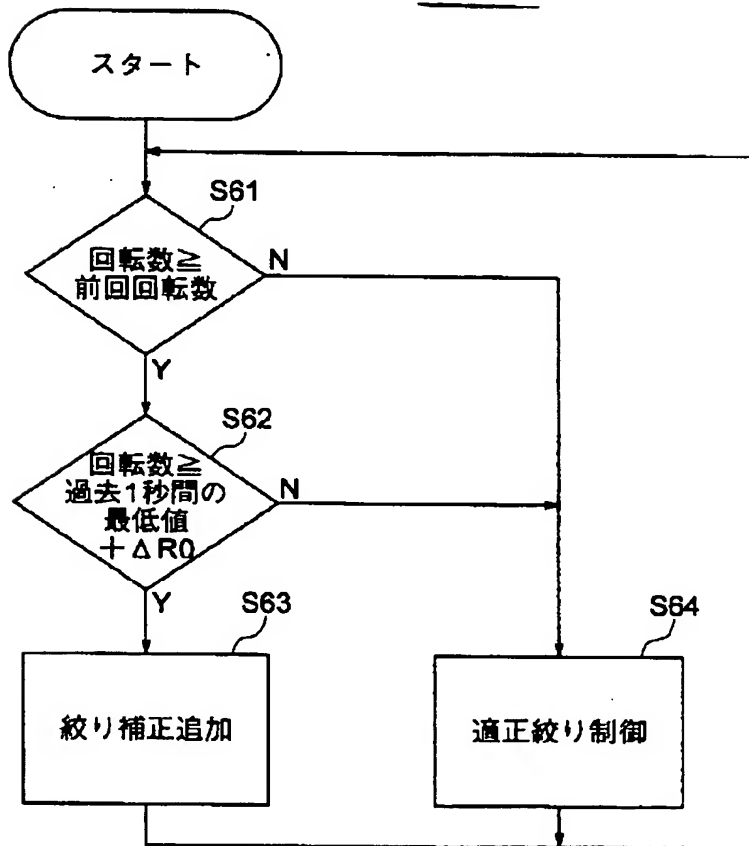 スタート
S61
回転数≧
前回回転数
N
Y
S62
回転数≧
過去1秒間の
最低値
+ΔR0
N
Y
S63
絞り補正追加
S64
適正絞り制御